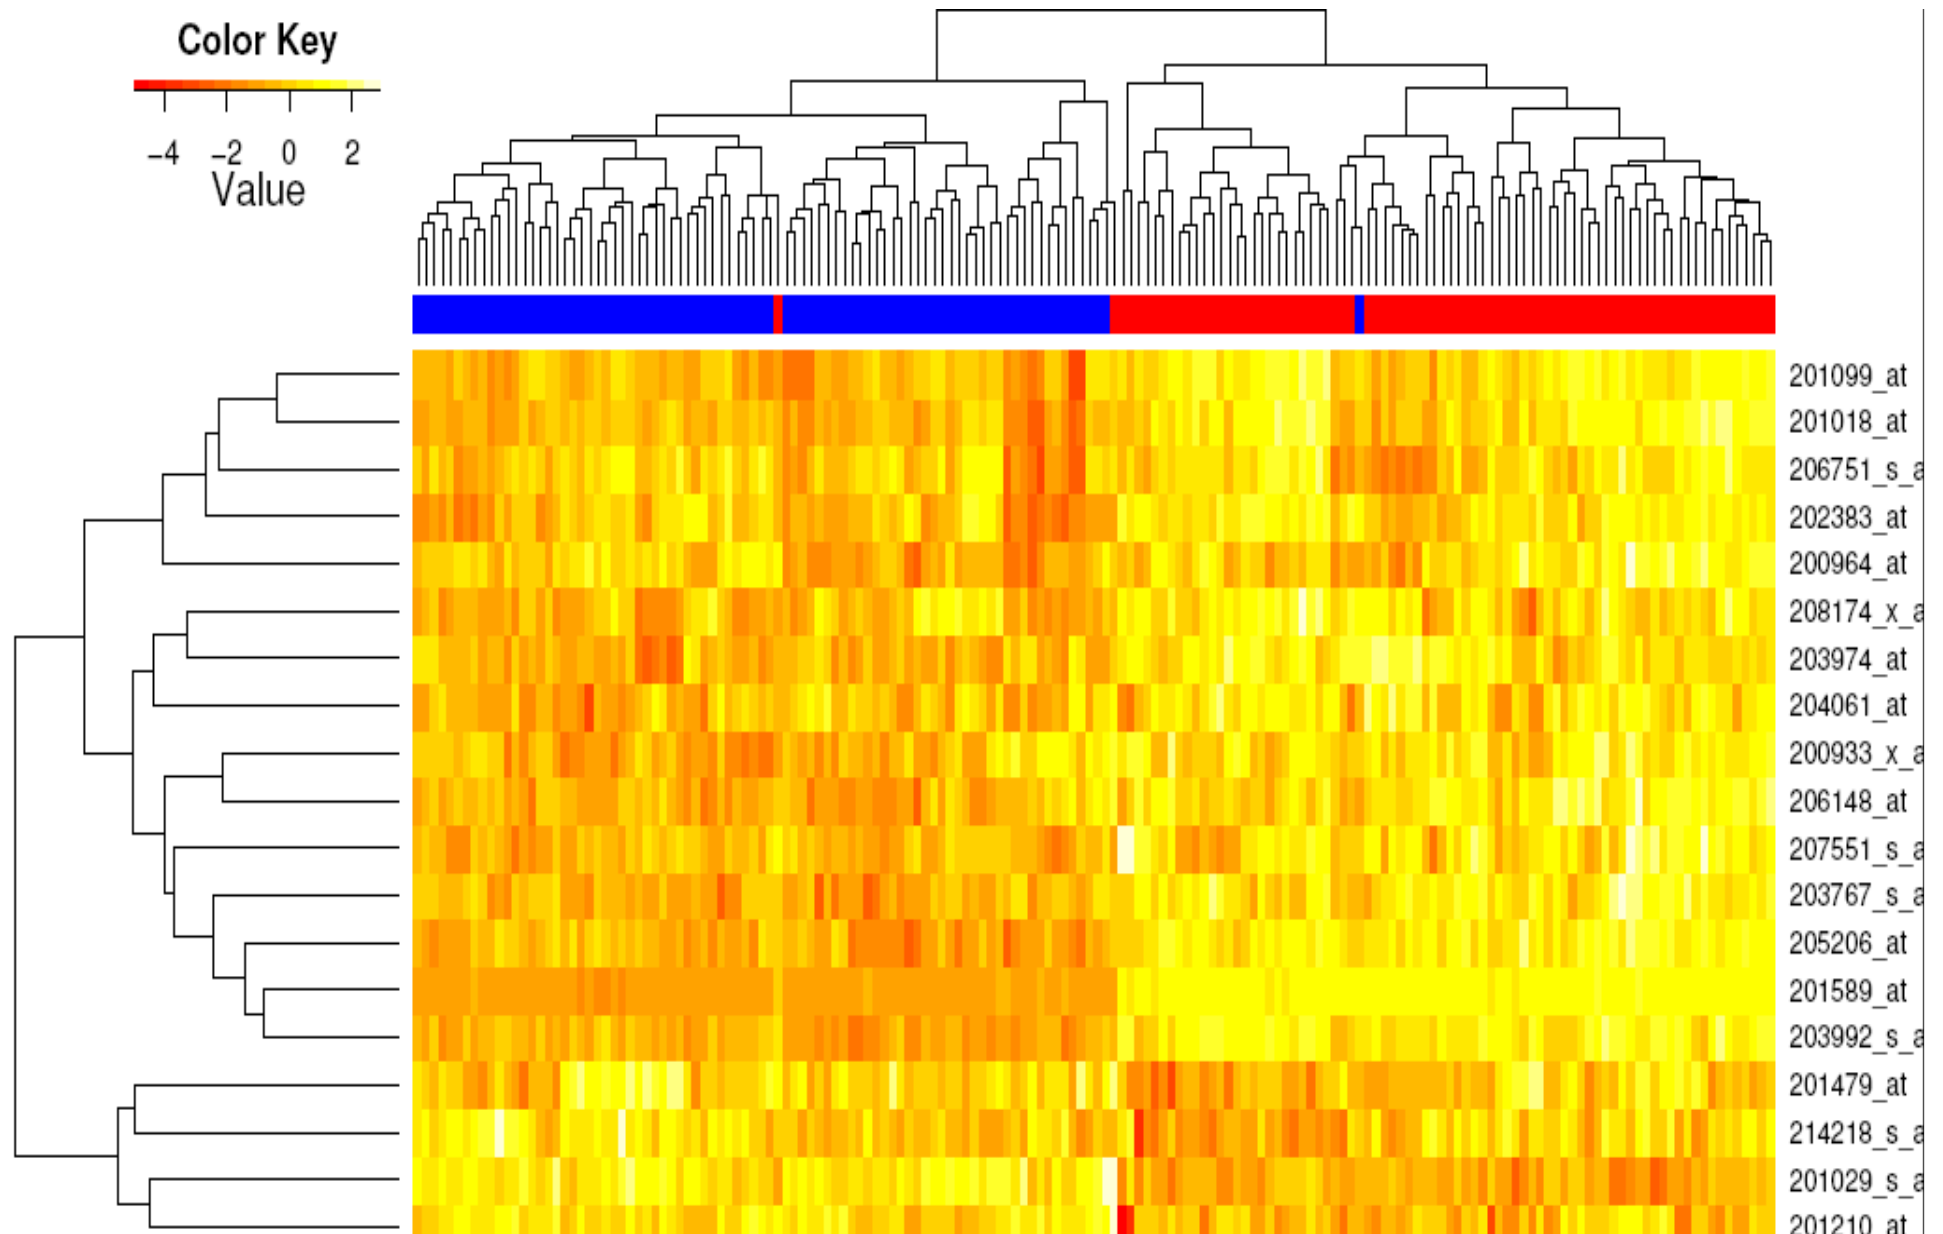 Color Key
−4 −2 0 2
Value
201099_at
201018_at
206751_s_a
202383_at
200964_at
208174_x_a
203974_at
204061_at
200933_x_a
206148_at
207551_s_a
203767_s_a
205206_at
201589_at
203992_s_a
201479_at
214218_s_a
201029_s_a
201210_at